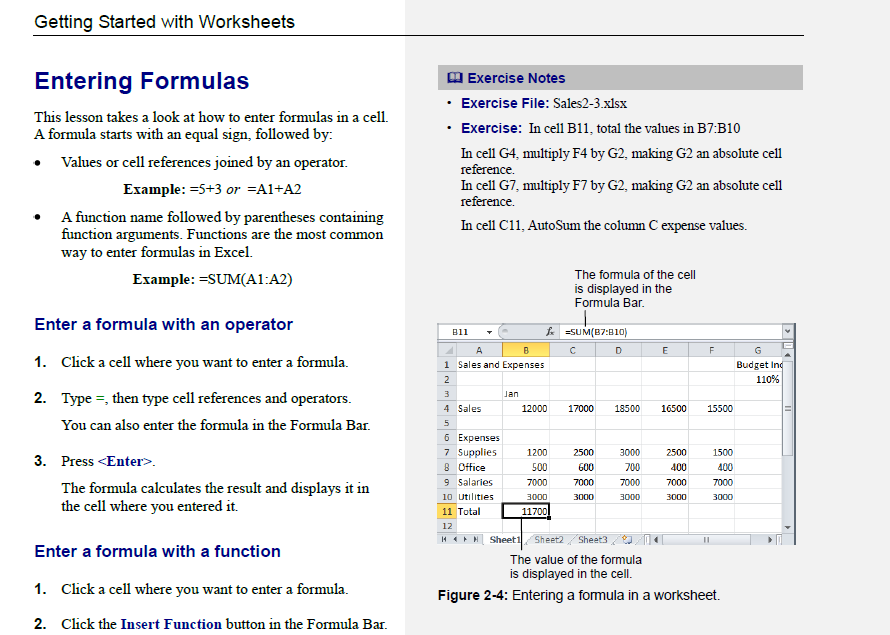 Getting Started with Worksheets
Entering Formulas
This lesson takes a look at how to enter formulas in a cell.
A formula starts with an equal sign, followed by:
• Values or cell references joined by an operator.
Example: =5+3 or =A1+A2
• A function name followed by parentheses containing
function arguments. Functions are the most common
way to enter formulas in Excel.
Example: =SUM(A1:A2)
Enter a formula with an operator
1. Click a cell where you want to enter a formula.
2. Type =, then type cell references and operators.
You can also enter the formula in the Formula Bar.
3. Press <Enter>.
The formula calculates the result and displays it in
the cell where you entered it.
Enter a formula with a function
1. Click a cell where you want to enter a formula.
2. Click the Insert Function button in the Formula Bar.
Exercise Notes
• Exercise File: Sales2-3.xlsx
• Exercise: In cell B11, total the values in B7:B10
In cell G4, multiply F4 by G2, making G2 an absolute cell
reference.
In cell G7, multiply F7 by G2, making G2 an absolute cell
reference.
In cell C11, AutoSum the column C expense values.
The formula of the cell
is displayed in the
Formula Bar.
B11 fx =SUM(B7:B10)
A B C D E F G
1 Sales and Expenses Budget Inc
2 110%
3 Jan
4 Sales 12000 17000 18500 16500 15500
5
6 Expenses
7 Supplies 1200 2500 3000 2500 1500
8 Office 500 600 700 400 400
9 Salaries 7000 7000 7000 7000 7000
10 Utilities 3000 3000 3000 3000 3000
11 Total 11700
12
Sheet1 Sheet2 Sheet3
The value of the formula
is displayed in the cell.
Figure 2-4: Entering a formula in a worksheet.